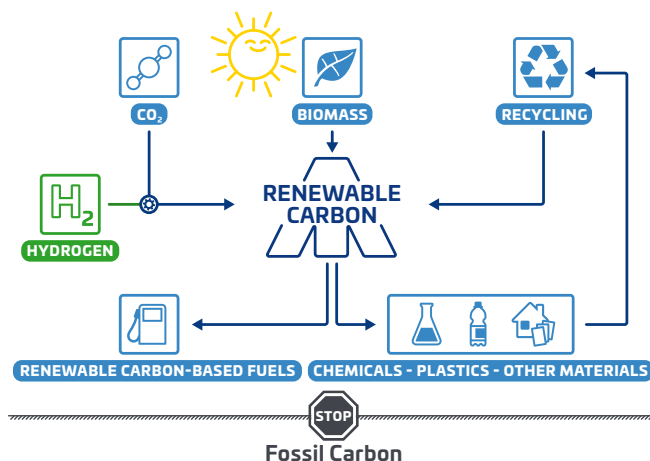 CO₂
BIOMASS
RECYCLING
H₂
HYDROGEN
RENEWABLE
CARBON
RENEWABLE CARBON-BASED FUELS
CHEMICALS - PLASTICS - OTHER MATERIALS
STOP
Fossil Carbon